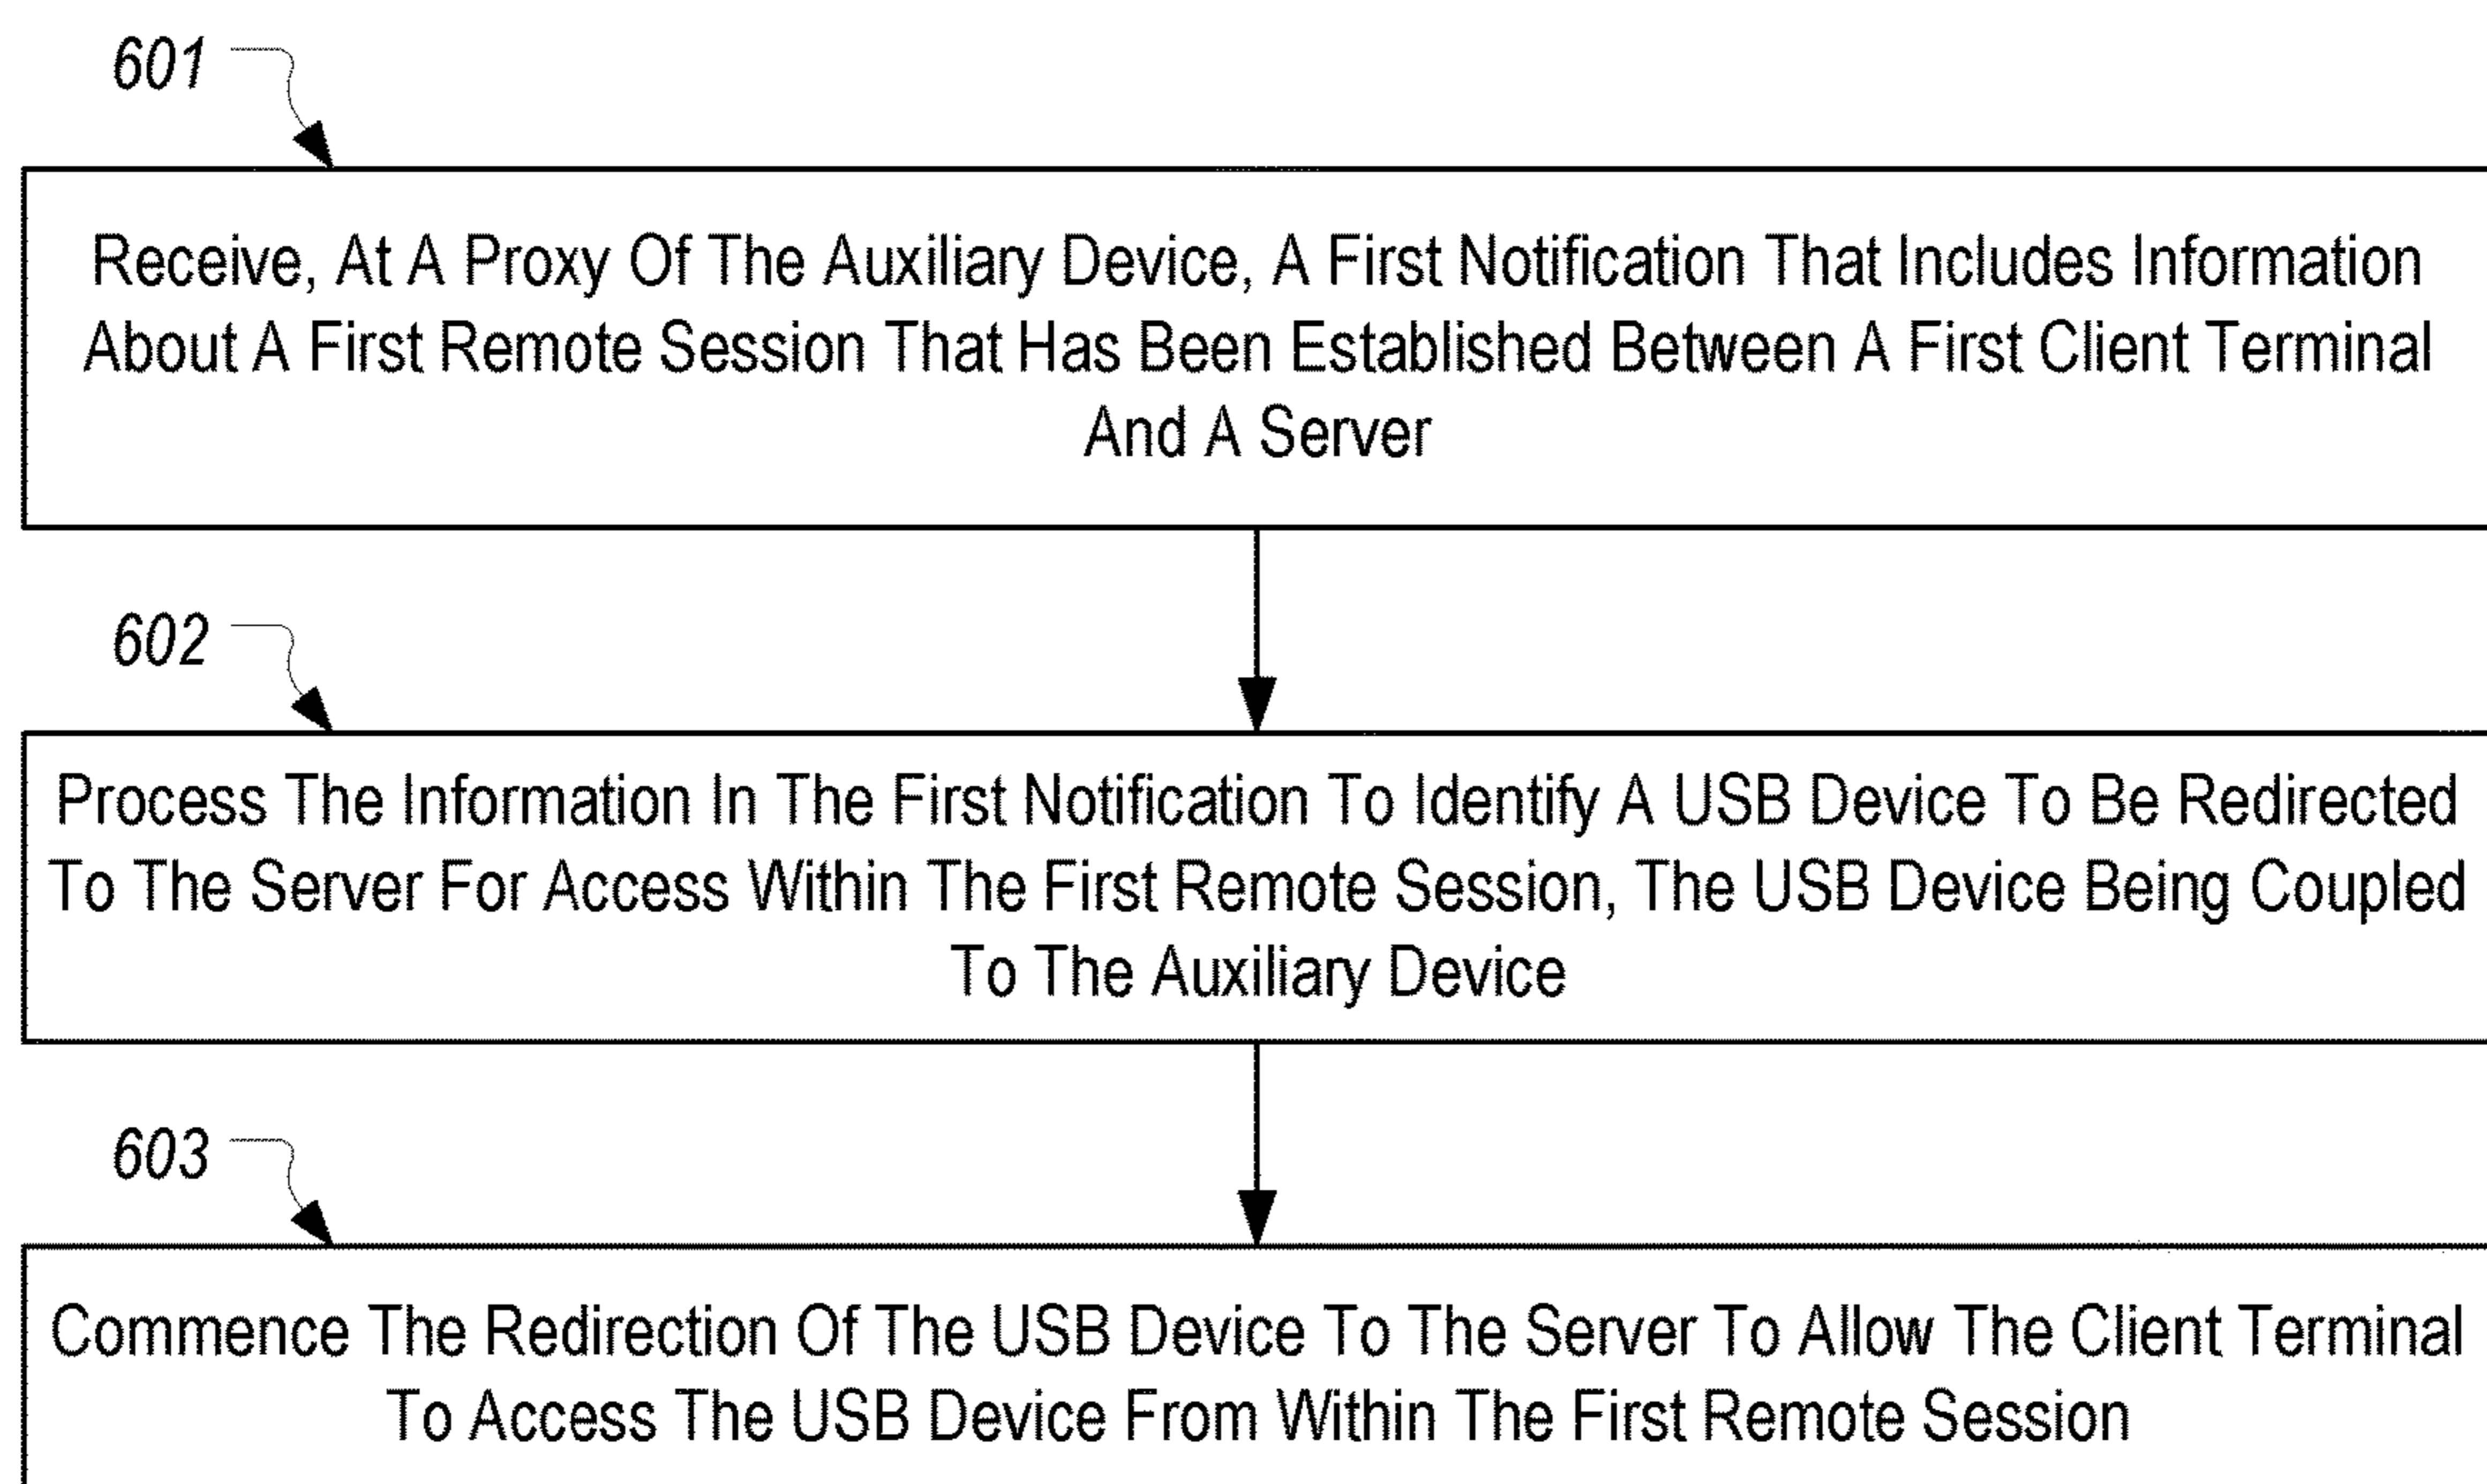 601
Receive, At A Proxy Of The Auxiliary Device, A First Notification That Includes Information
About A First Remote Session That Has Been Established Between A First Client Terminal
And A Server
602
Process The Information In The First Notification To Identify A USB Device To Be Redirected
To The Server For Access Within The First Remote Session, The USB Device Being Coupled
To The Auxiliary Device
603
Commence The Redirection Of The USB Device To The Server To Allow The Client Terminal
To Access The USB Device From Within The First Remote Session